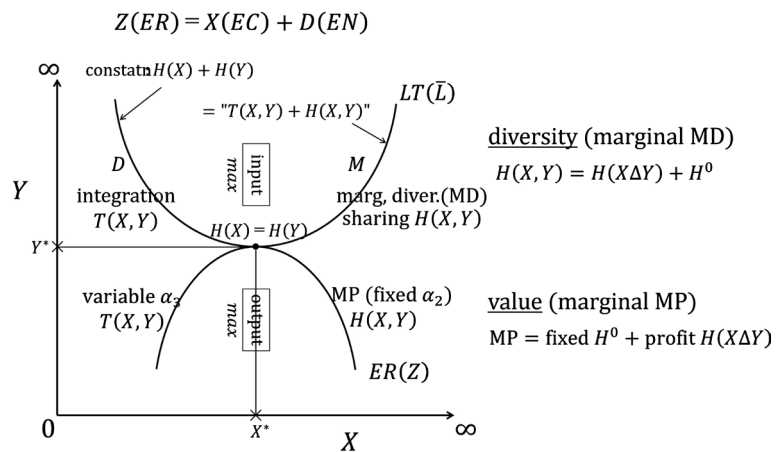 Z(ER) = X(EC) + D(EN)
∞
constatn:H(X) + H(Y)
LT(L̄)
= "T(X,Y) + H(X,Y)"
diversity (marginal MD)
H(X,Y) = H(XΔY) + H⁰
D
input
max
M
Y
integration
T(X,Y)
marg, diver.(MD)
sharing H(X,Y)
H(X) = H(Y)
Y*
variable α₃
T(X,Y)
output
max
MP (fixed α₂)
H(X,Y)
value (marginal MP)
MP = fixed H⁰ + profit H(XΔY)
ER(Z)
0
X*
X
∞